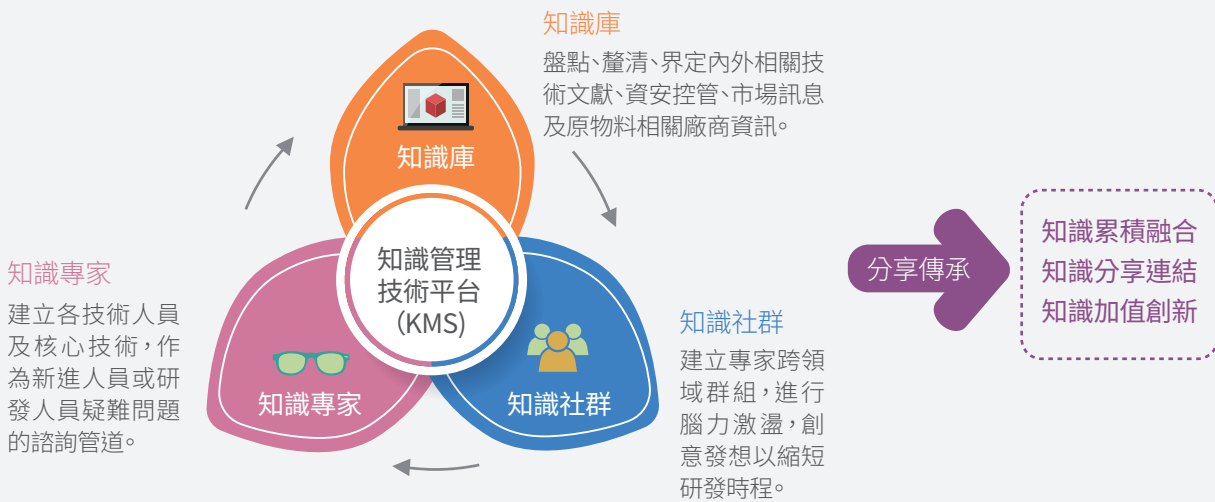 知識庫
盤點、釐清、界定內外相關技
術文獻、資安控管、市場訊息
及原物料相關廠商資訊。
知識庫
知識管理
技術平台
（KMS)
知識專家
建立各技術人員
及核心技術，作
為新進人員或研
發人員疑難問題
的諮詢管道。
知識專家
知識社群
知識社群
建立專家跨領
域群組，進行
腦力激盪，創
意發想以縮短
研發時程。
分享傳承
知識累積融合
知識分享連結
知識加值創新